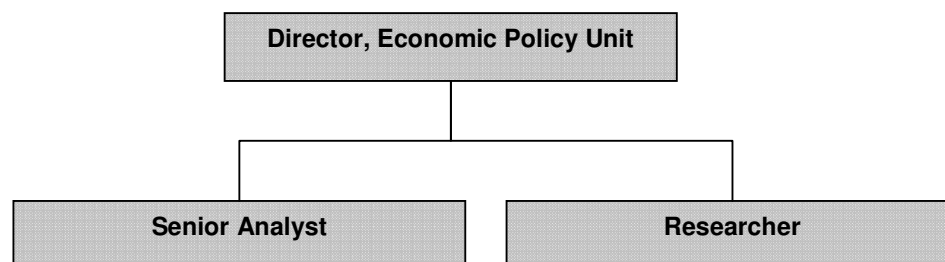 Director, Economic Policy Unit
Senior Analyst
Researcher